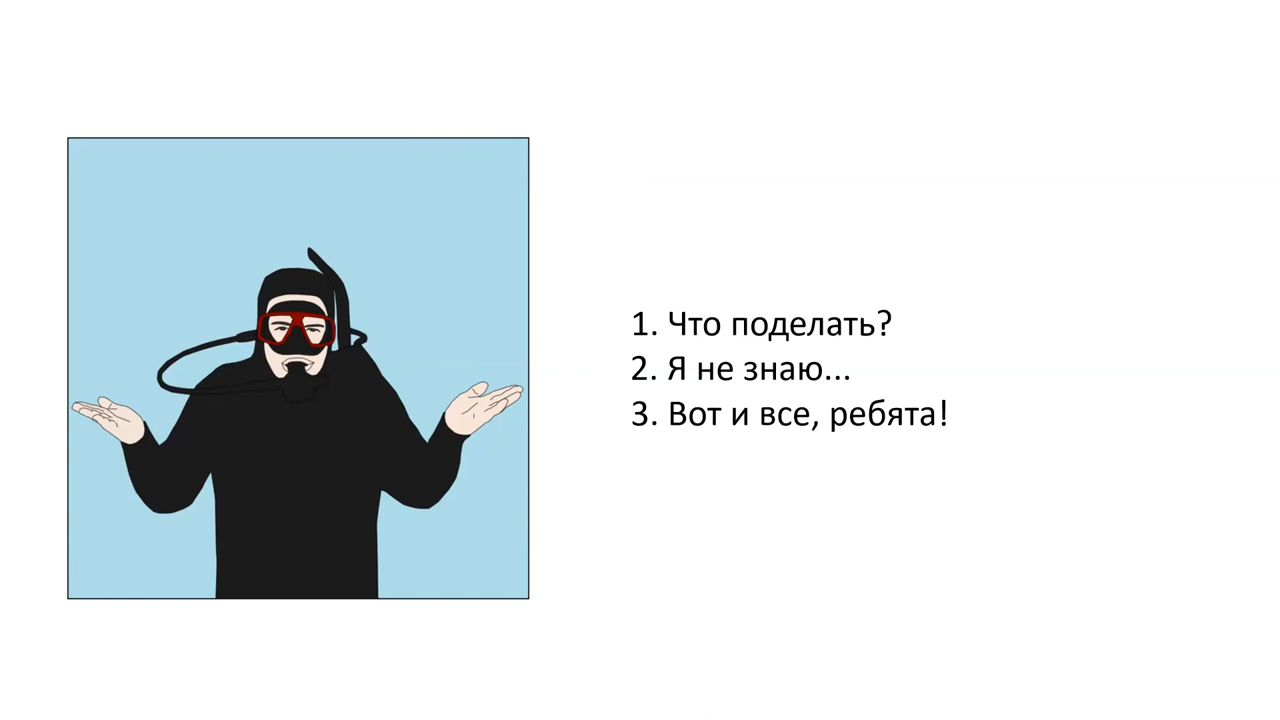 1. Что поделать?
2. Я не знаю...
3. Вот и все, ребята!